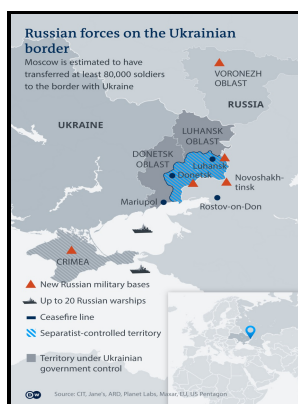 Russian forces on the Ukrainian
border
Moscow is estimated to have
transferred at least 80,000 soldiers
to the border with Ukraine
VORONEZH
OBLAST
RUSSIA
UKRAINE
LUHANSK
OBLAST
DONETSK
OBLAST
Luhansk
Donetsk
Novoshakh-
tinsk
Mariupol
Rostov-on-Don
CRIMEA
New Russian military bases
Up to 20 Russian warships
Ceasefire line
Separatist-controlled territory
Territory under Ukrainian
government control
DW
Source: CIT, Jane's, ARD, Planet Labs, Maxar, EU, US Pentagon